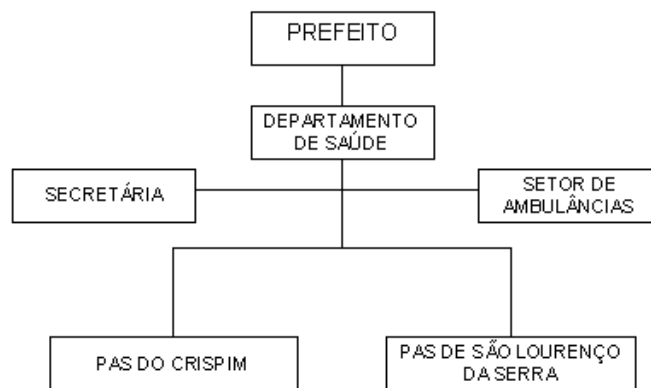 PREFEITO
DEPARTAMENTO
DE SAÚDE
SECRETÁRIA
SETOR DE
AMBULÂNCIAS
PAS DO CRISPIM
PAS DE SÃO LOURENÇO
DA SERRA